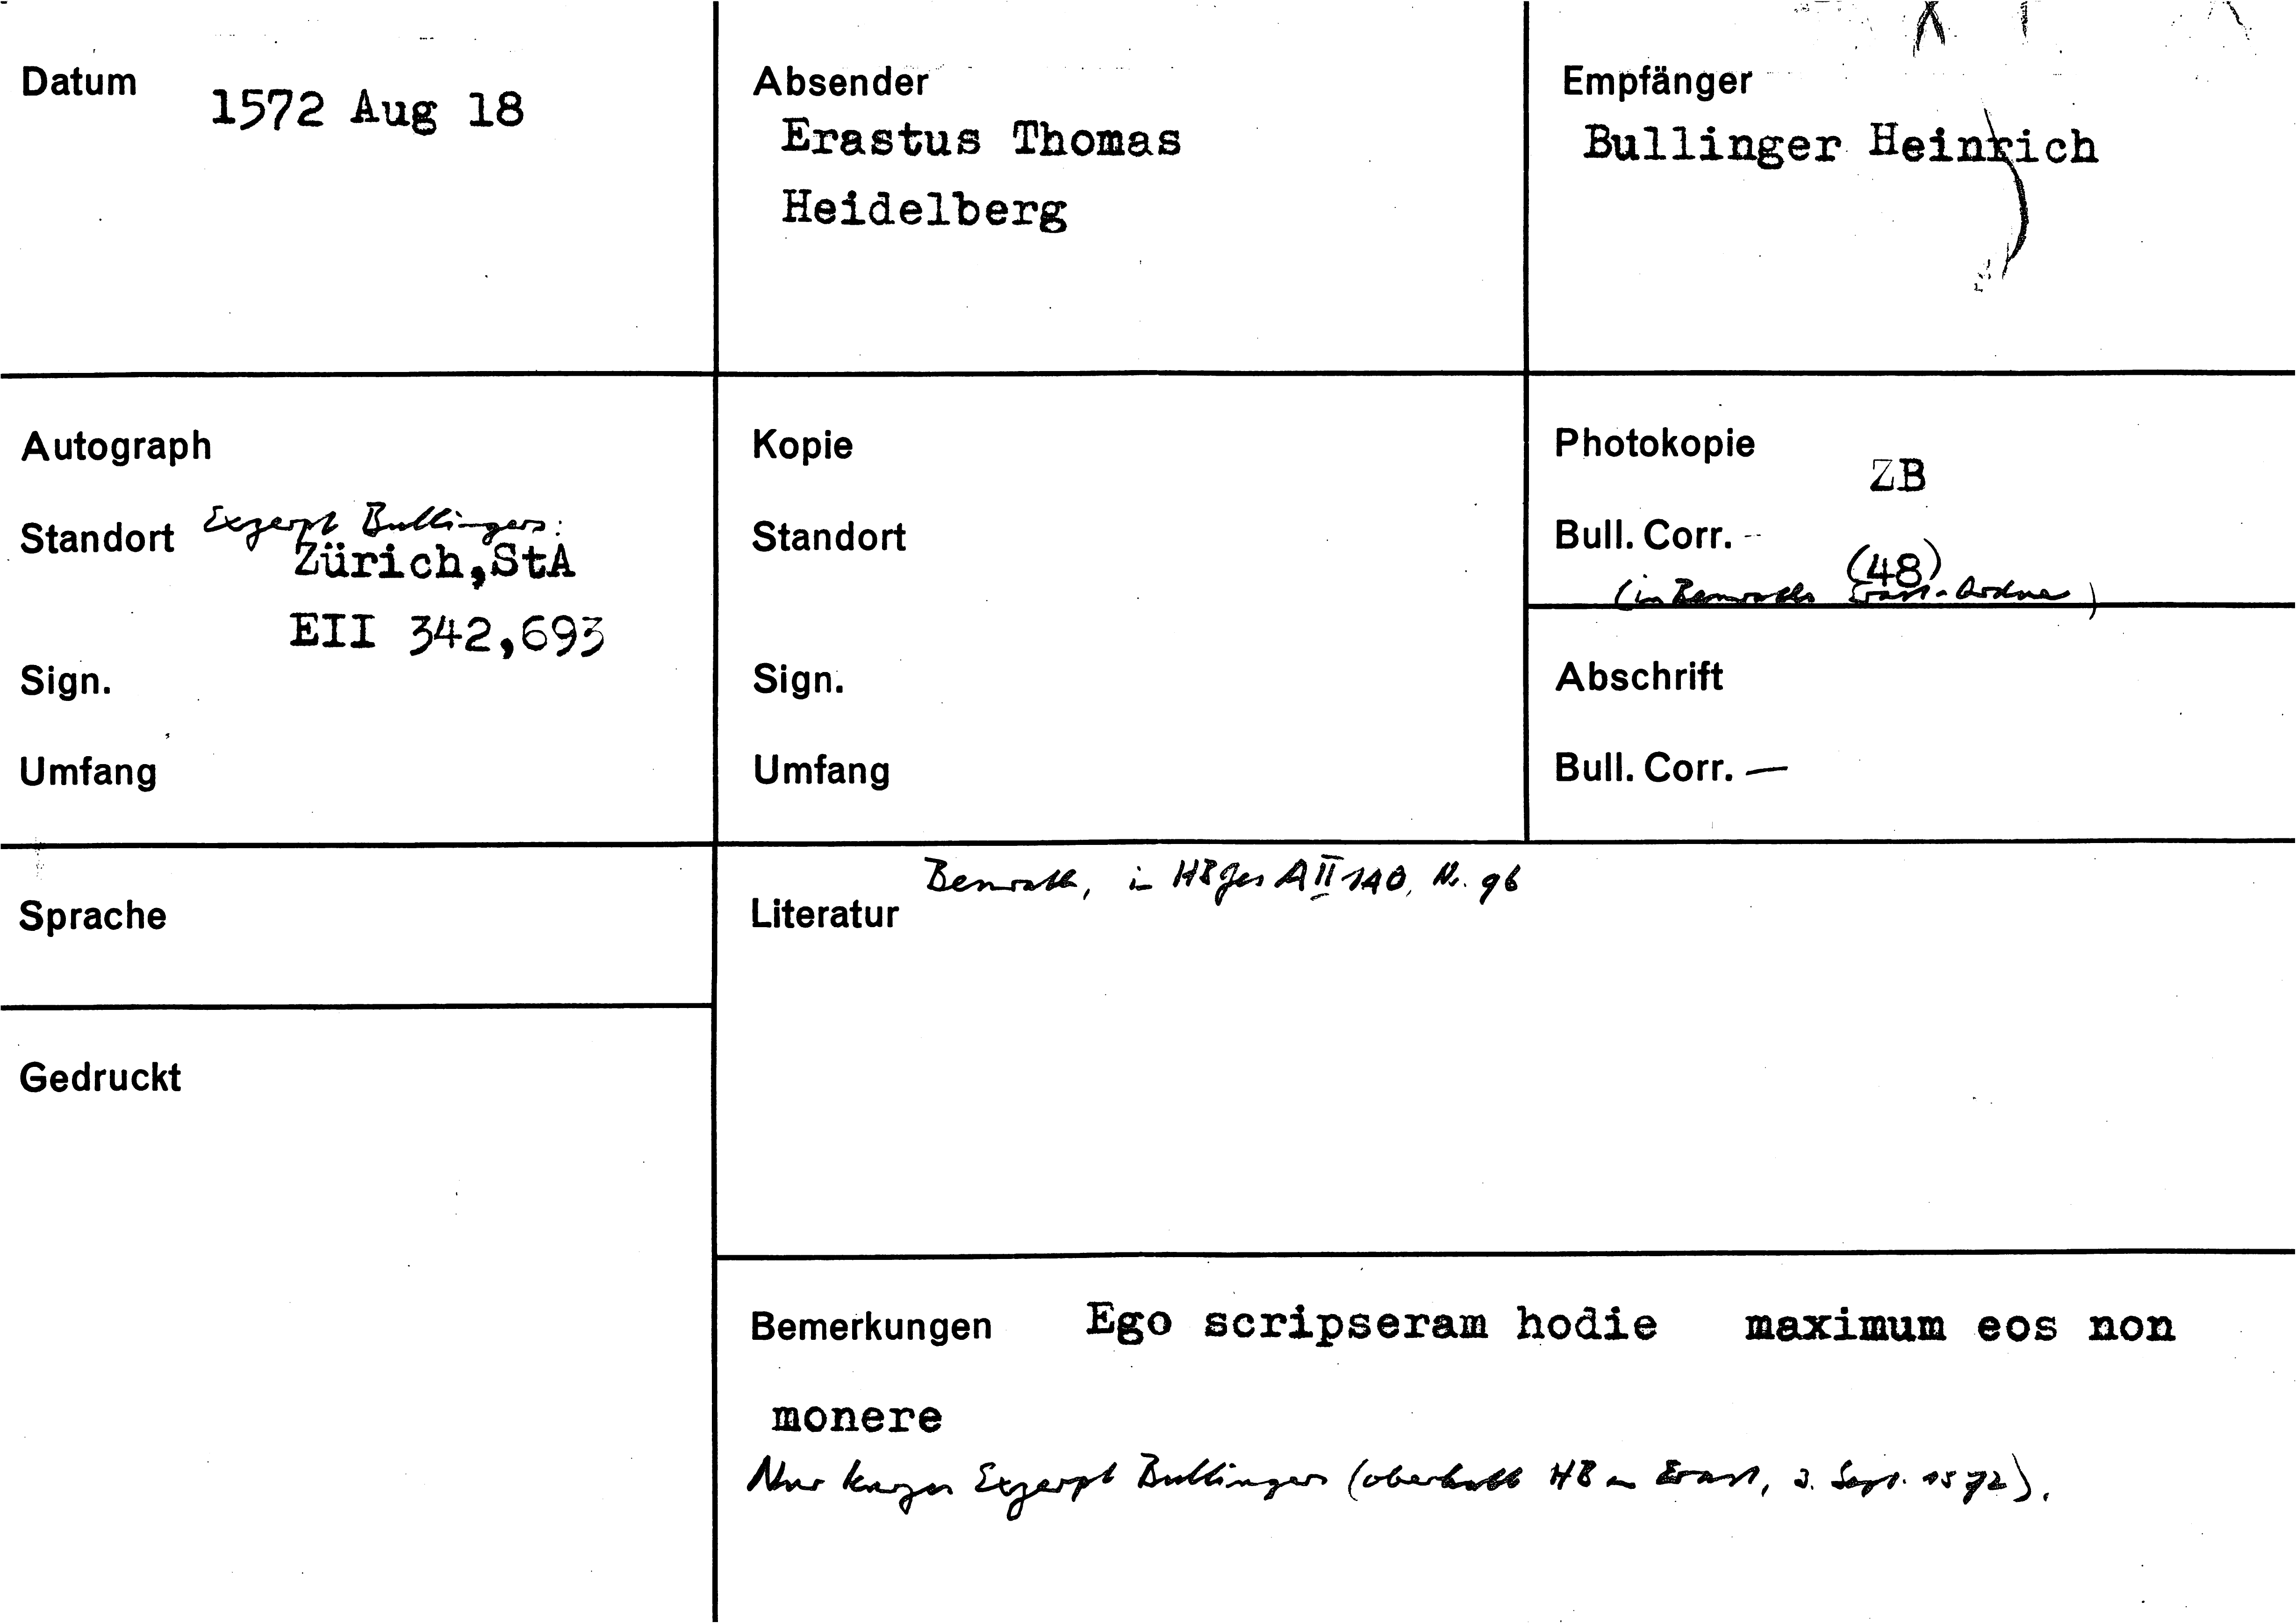 Datum
1572 Aug 18
Absender
Erastus Thomas
Heidelberg
Empfänger
Bullinger Heinrich
Autograph
Standort Exzerpt Bullingers:
Zürich,StA
EII 342,693
Sign.
Umfang
Kopie
Standort
Sign.
Umfang
Photokopie
ZB
Bull. Corr. -
(48)
(in Benraths Erast-Ordner)
Abschrift
Bull. Corr. —
Sprache
Gedruckt
Benrath, in HBGes A II 140, Nr. 96
Literatur
Bemerkungen Ego scripseram hodie maximum eos non
monere
Nur kurzes Exzerpt Bullingers (oberhalb HB an Erast, 3. Sept. 1572).